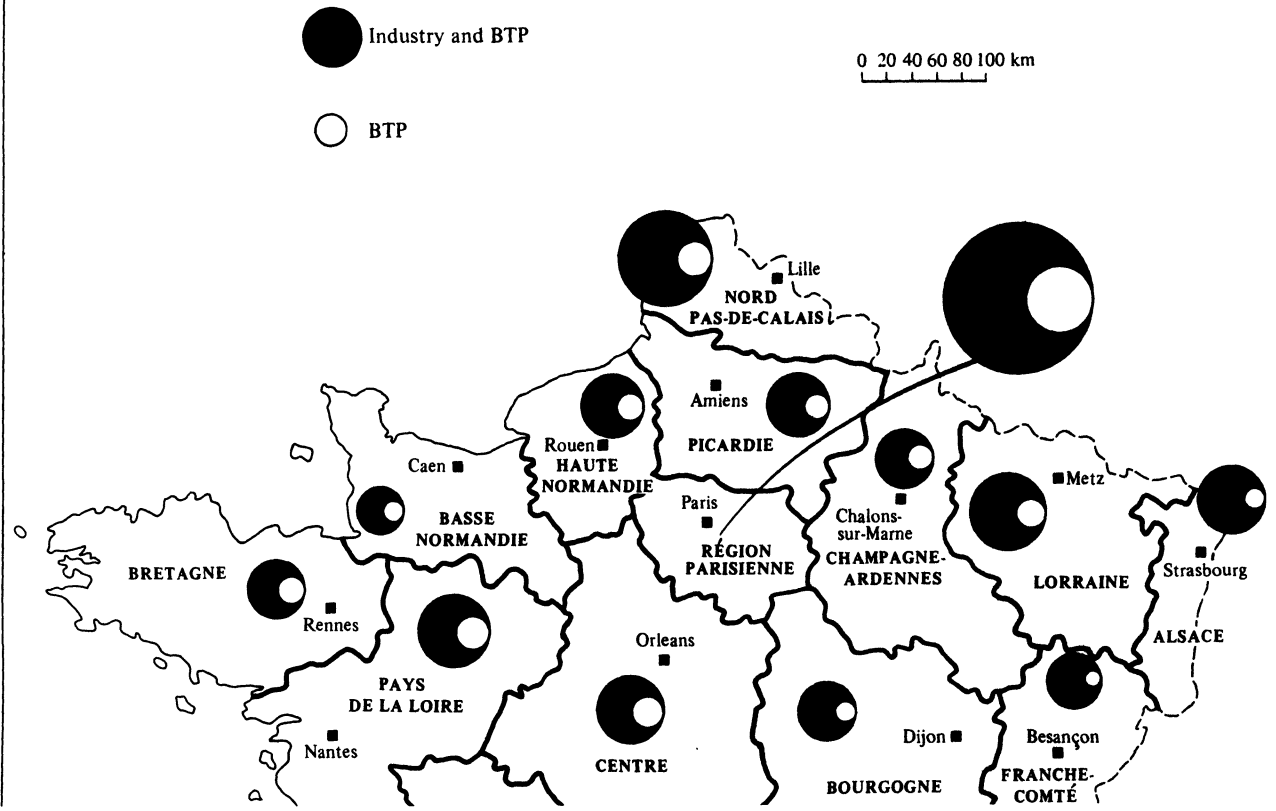 Industry and BTP
0 20 40 60 80 100 km
BTP
Lille
NORD
PAS-DE-CALAIS
Amiens
PICARDIE
Rouen
HAUTE
NORMANDIE
Caen
BASSE
NORMANDIE
Paris
RÉGION
PARISIENNE
Chalons-
sur-Marne
CHAMPAGNE-
ARDENNES
Metz
LORRAINE
Strasbourg
ALSACE
BRETAGNE
Rennes
PAYS
DE LA LOIRE
Nantes
Orleans
CENTRE
Dijon
BOURGOGNE
Besançon
FRANCHE-
COMTÉ